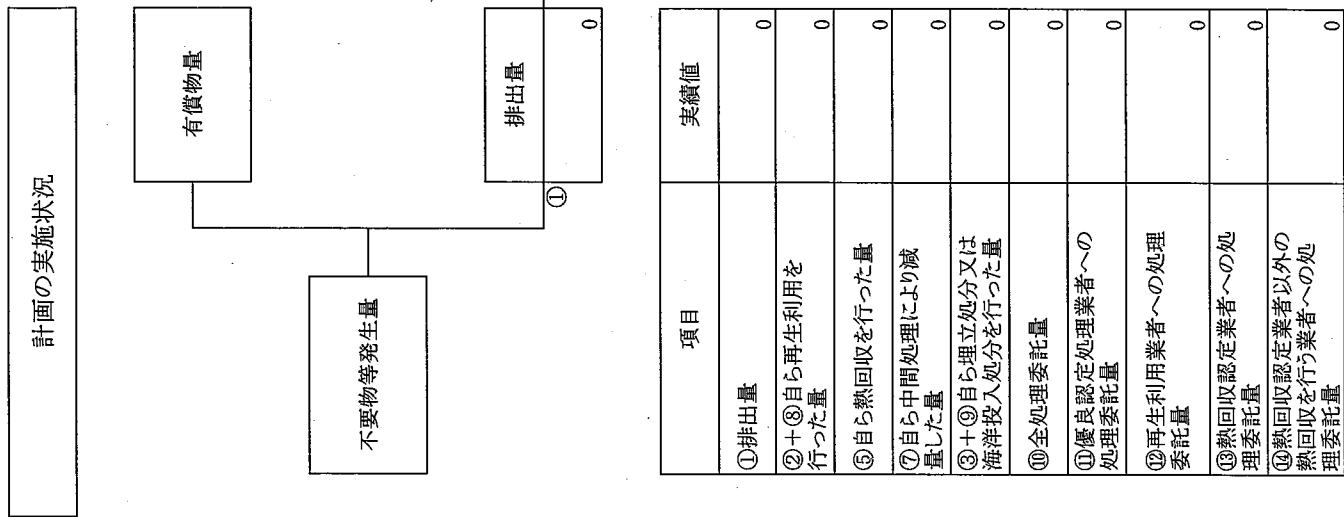 計画の実施状況
有償物量
不要物等発生量
①
排出量
0
項目
実績値
①排出量
0
②+⑧自ら再生利用を
行った量
0
⑤自ら熱回収を行った量
0
⑦自ら中間処理により減
量した量
0
③+⑨自ら埋立処分又は
海洋投入処分を行った量
0
⑩全処理委託量
0
⑪優良認定処理業者への
処理委託量
0
⑫再生利用業者への処理
委託量
0
⑬熱回収認定業者への処
理委託量
0
⑭熱回収認定業者以外の
熱回収を行う業者への処
理委託量
0